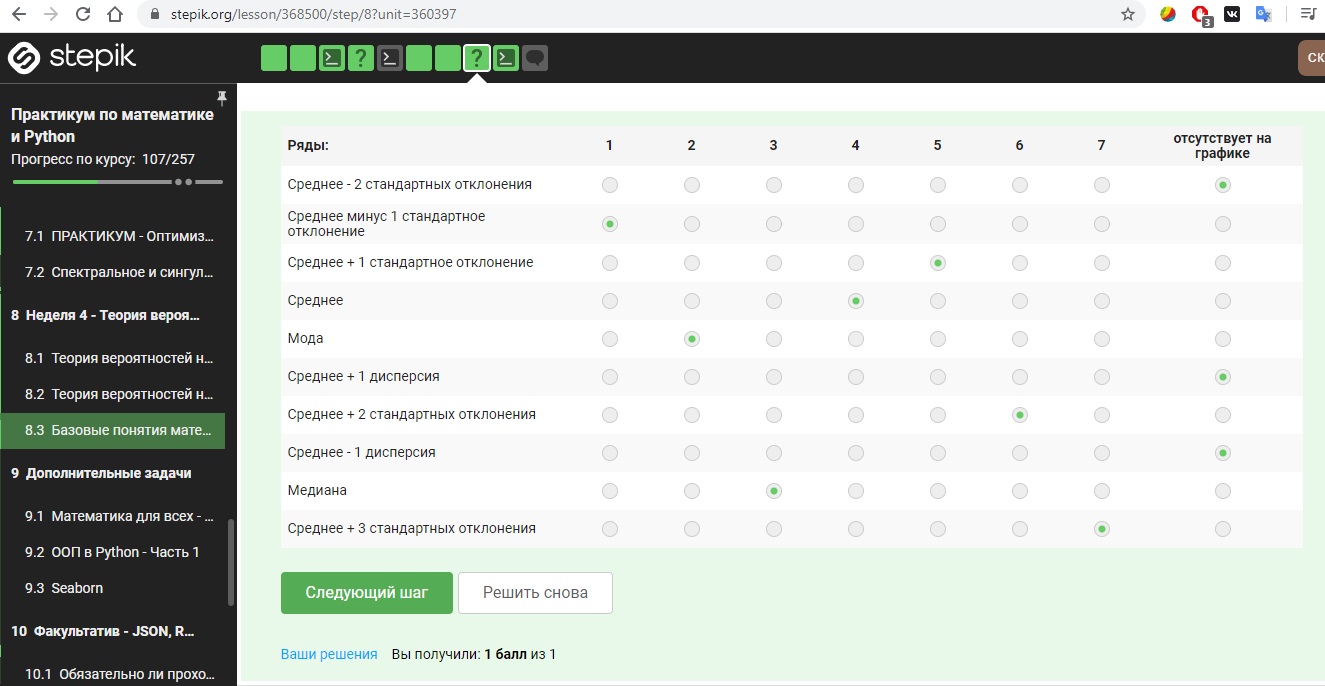 stepik.org/lesson/368500/step/8?unit=360397
3
stepik
СК
Практикум по математике
и Python
Прогресс по курсу: 107/257
7.1 ПРАКТИКУМ - Оптимиз...
7.2 Спектральное и сингул...
8 Неделя 4 - Теория вероя...
8.1 Теория вероятностей н...
8.2 Теория вероятностей н...
8.3 Базовые понятия мате...
9 Дополнительные задачи
9.1 Математика для всех - ...
9.2 ООП в Python - Часть 1
9.3 Seaborn
10 Факультатив - JSON, R...
10.1 Обязательно ли прохо...
Ряды: 1 2 3 4 5 6 7 отсутствует на
графике
Среднее - 2 стандартных отклонения
Среднее минус 1 стандартное
отклонение
Среднее + 1 стандартное отклонение
Среднее
Мода
Среднее + 1 дисперсия
Среднее + 2 стандартных отклонения
Среднее - 1 дисперсия
Медиана
Среднее + 3 стандартных отклонения
Следующий шаг
Решить снова
Ваши решения Вы получили: 1 балл из 1